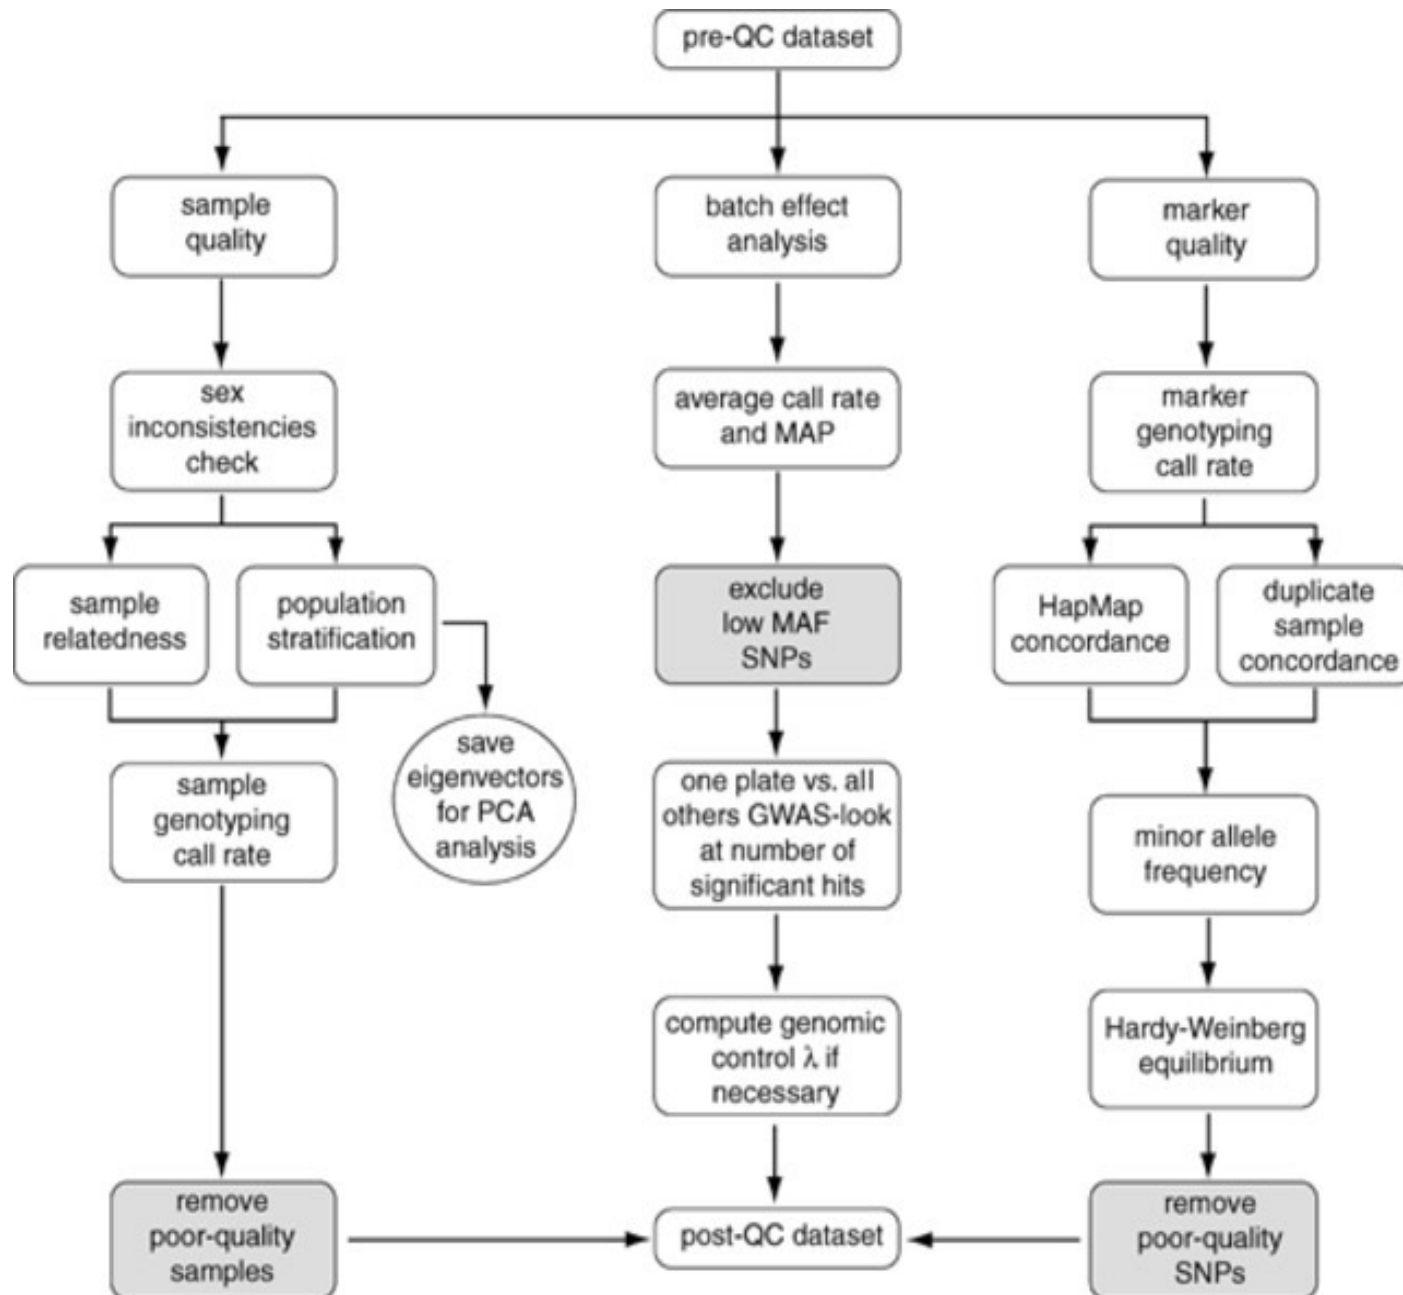 pre-QC dataset
sample
quality
batch effect
analysis
marker
quality
sex
inconsistencies
check
average call rate
and MAP
marker
genotyping
call rate
sample
relatedness
population
stratification
exclude
low MAF
SNPs
HapMap
concordance
duplicate
sample
concordance
save
eigenvectors
for PCA
analysis
sample
genotyping
call rate
one plate vs. all
others GWAS-look
at number of
significant hits
minor allele
frequency
compute genomic
control λ if
necessary
Hardy-Weinberg
equilibrium
remove
poor-quality
samples
post-QC dataset
remove
poor-quality
SNPs